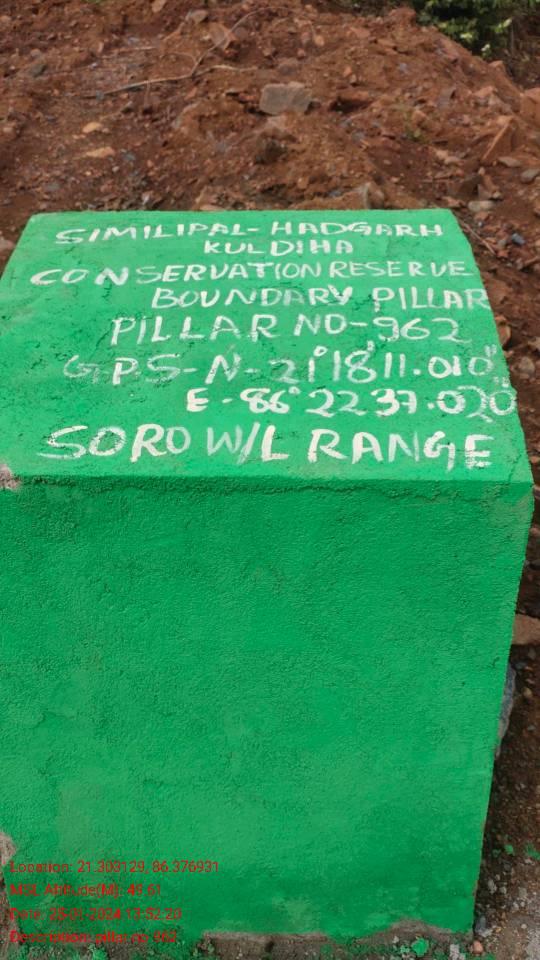 SIMILIPAL-HADGARH
KULDIHA
CONSERVATION RESERVE
BOUNDARY PILLAR
PILLAR NO-962
G.P.S-N-21°18'11.010"
E-86°22'37.020"
SORO W/L RANGE
Location: 21.303129, 86.376931
MSL Altitude(M): 49.61
Date: 28-01-2024 13:52:20
Description: pillar no 962